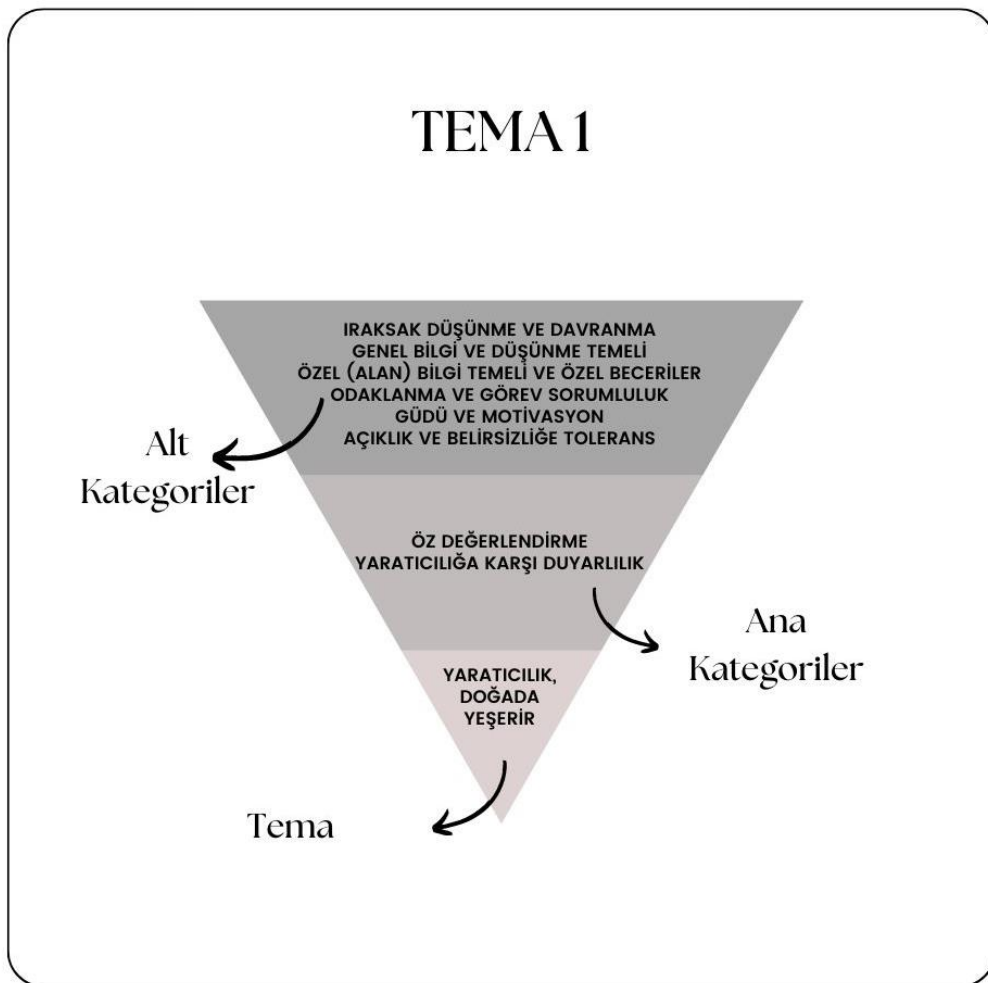 TEMA 1
IRAKSAK DÜŞÜNME VE DAVRANMA
GENEL BİLGİ VE DÜŞÜNME TEMELİ
ÖZEL (ALAN) BİLGİ TEMELİ VE ÖZEL BECERİLER
ODAKLANMA VE GÖREV SORUMLULUK
GÜDÜ VE MOTİVASYON
AÇIKLIK VE BELİRSİZLİĞE TOLERANS
Alt
Kategoriler
ÖZ DEĞERLENDİRME
YARATICILIĞA KARŞI DUYARLILIK
Ana
Kategoriler
YARATICILIK,
DOĞADA
YEŞERİR
Tema